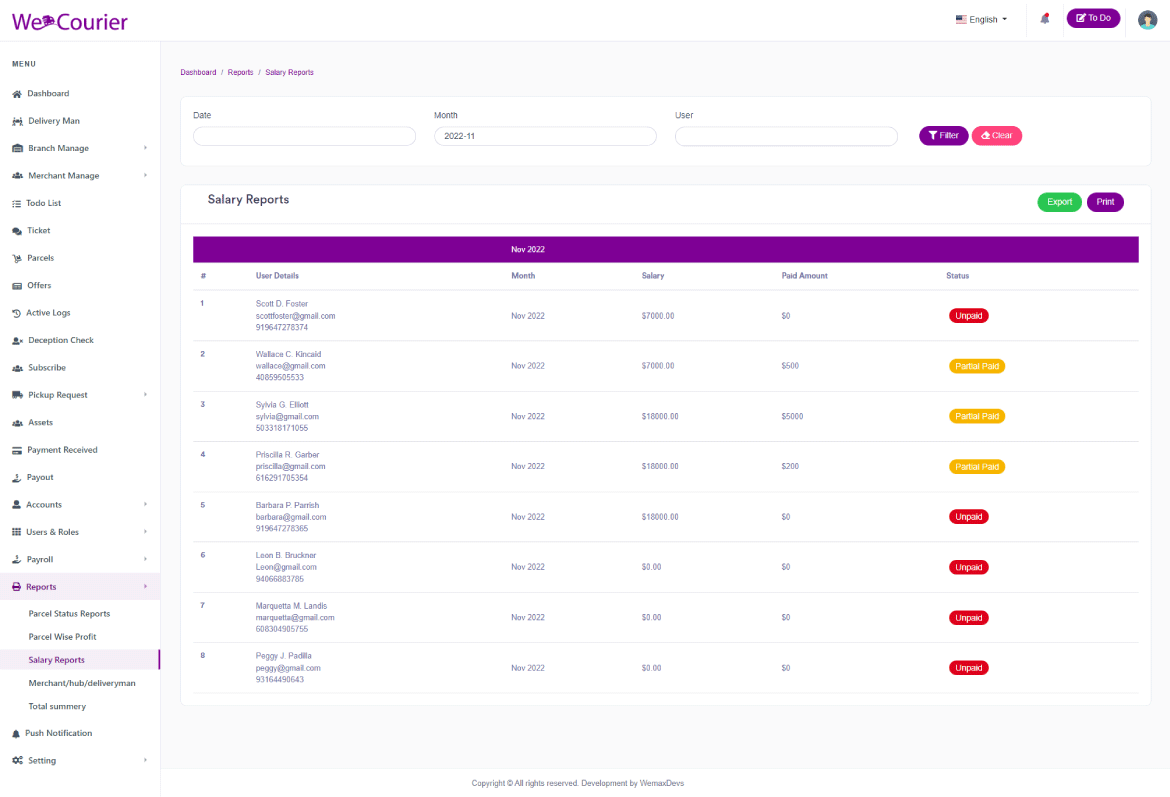 We Courier
English
To Do
MENU
Dashboard
Delivery Man
Branch Manage
Merchant Manage
Todo List
Ticket
Parcels
Offers
Active Logs
Deception Check
Subscribe
Pickup Request
Assets
Payment Received
Payout
Accounts
Users & Roles
Payroll
Reports
Parcel Status Reports
Parcel Wise Profit
Salary Reports
Merchant/hub/deliveryman
Total summery
Push Notification
Setting
Dashboard / Reports / Salary Reports
Date Month User
2022-11
Filter Clear
Salary Reports
Export Print
Nov 2022
# User Details Month Salary Paid Amount Status
1 Scott D. Foster
scottfoster@gmail.com Nov 2022 $7000.00 $0 Unpaid
919647278374
2 Wallace C. Kincaid
wallace@gmail.com Nov 2022 $7000.00 $500 Partial Paid
40859505533
3 Sylvia G. Elliott
sylvia@gmail.com Nov 2022 $18000.00 $5000 Partial Paid
503318171055
4 Priscilla R. Garber
priscilla@gmail.com Nov 2022 $18000.00 $200 Partial Paid
616291705354
5 Barbara P. Parrish
barbara@gmail.com Nov 2022 $18000.00 $0 Unpaid
919647278365
6 Leon B. Bruckner
Leon@gmail.com Nov 2022 $0.00 $0 Unpaid
94066883785
7 Marquetta M. Landis
marquetta@gmail.com Nov 2022 $0.00 $0 Unpaid
608304905755
8 Peggy J. Padilla
peggy@gmail.com Nov 2022 $0.00 $0 Unpaid
93164490643
Copyright © All rights reserved. Development by WemaxDevs